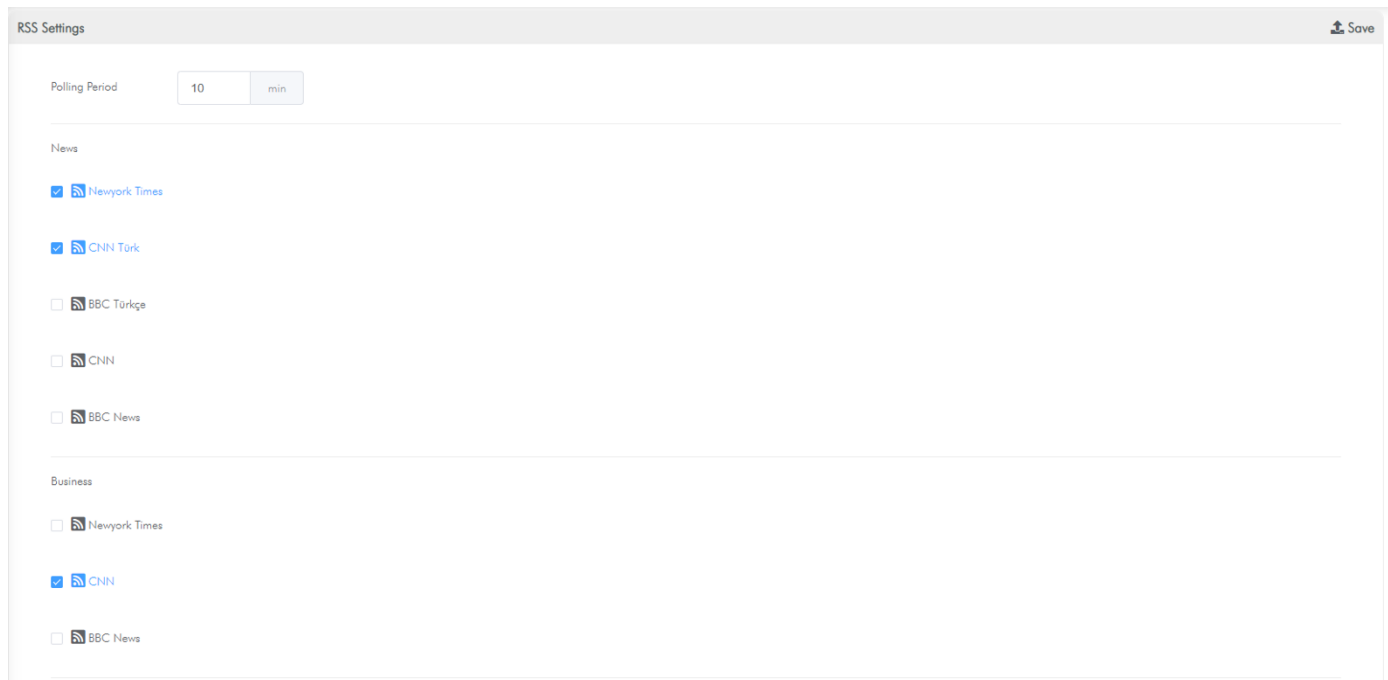 RSS Settings Save
Polling Period 10 min
News
Newyork Times
CNN Türk
BBC Türkçe
CNN
BBC News
Business
Newyork Times
CNN
BBC News